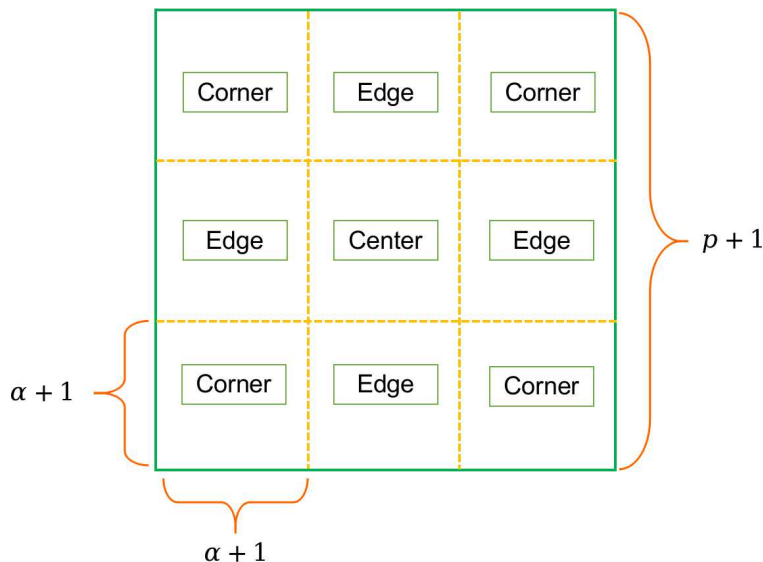 Corner Edge Corner
Edge Center Edge
p + 1
α + 1
Corner Edge Corner
α + 1